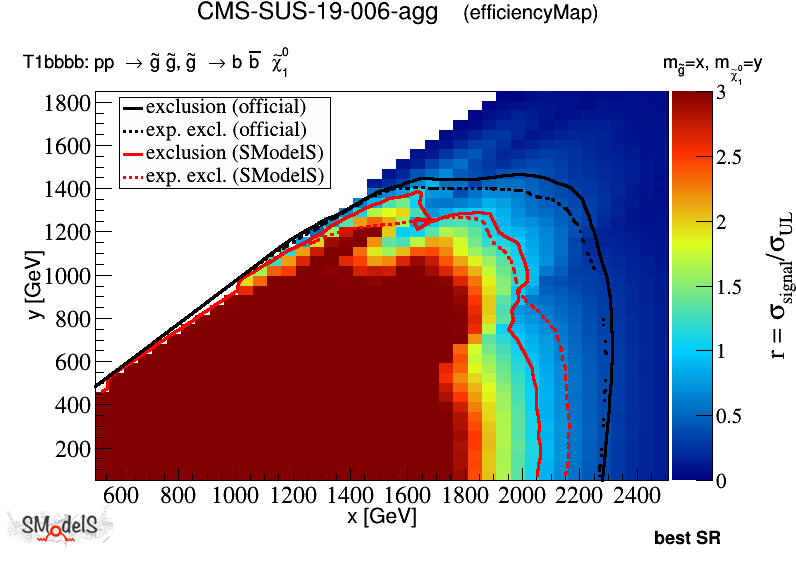 CMS-SUS-19-006-agg (efficiencyMap)
T1bbbb: pp → g̃ g̃, g̃ → b b̅ χ̃₁⁰
m_g̃=x, m_χ̃₁⁰=y
exclusion (official)
exp. excl. (official)
exclusion (SModelS)
exp. excl. (SModelS)
1800
1600
1400
1200
1000
800
600
400
200
y [GeV]
600 800 1000 1200 1400 1600 1800 2000 2200 2400
x [GeV]
3
2.5
2
1.5
1
0.5
0
r = σ_signal/σ_UL
SModelS
best SR